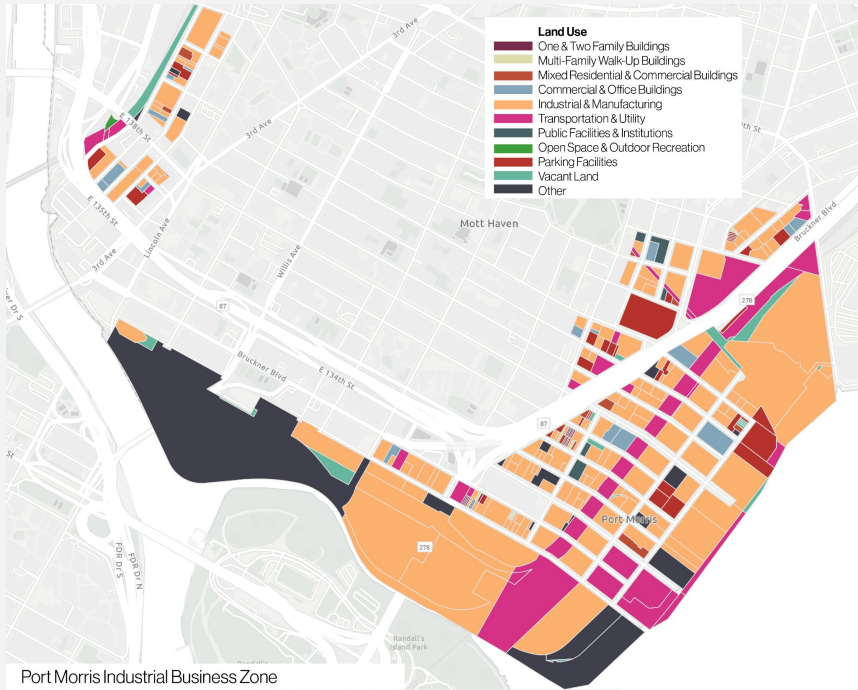 3rd Ave
Land Use
One & Two Family Buildings
Multi-Family Walk-Up Buildings
Mixed Residential & Commercial Buildings
Commercial & Office Buildings
Industrial & Manufacturing
Transportation & Utility
Public Facilities & Institutions
Open Space & Outdoor Recreation
Parking Facilities
Vacant Land
Other
E 138th St
3rd Ave
E 135th St
Lincoln Ave
3rd Ave
Willis Ave
Mott Haven
Bruckner Blvd
278
87
Bruckner Blvd
E 134th St
87
St
Port Morris
278
FDR Dr S
FDR Dr N
Randall's
Island Park
Port Morris Industrial Business Zone